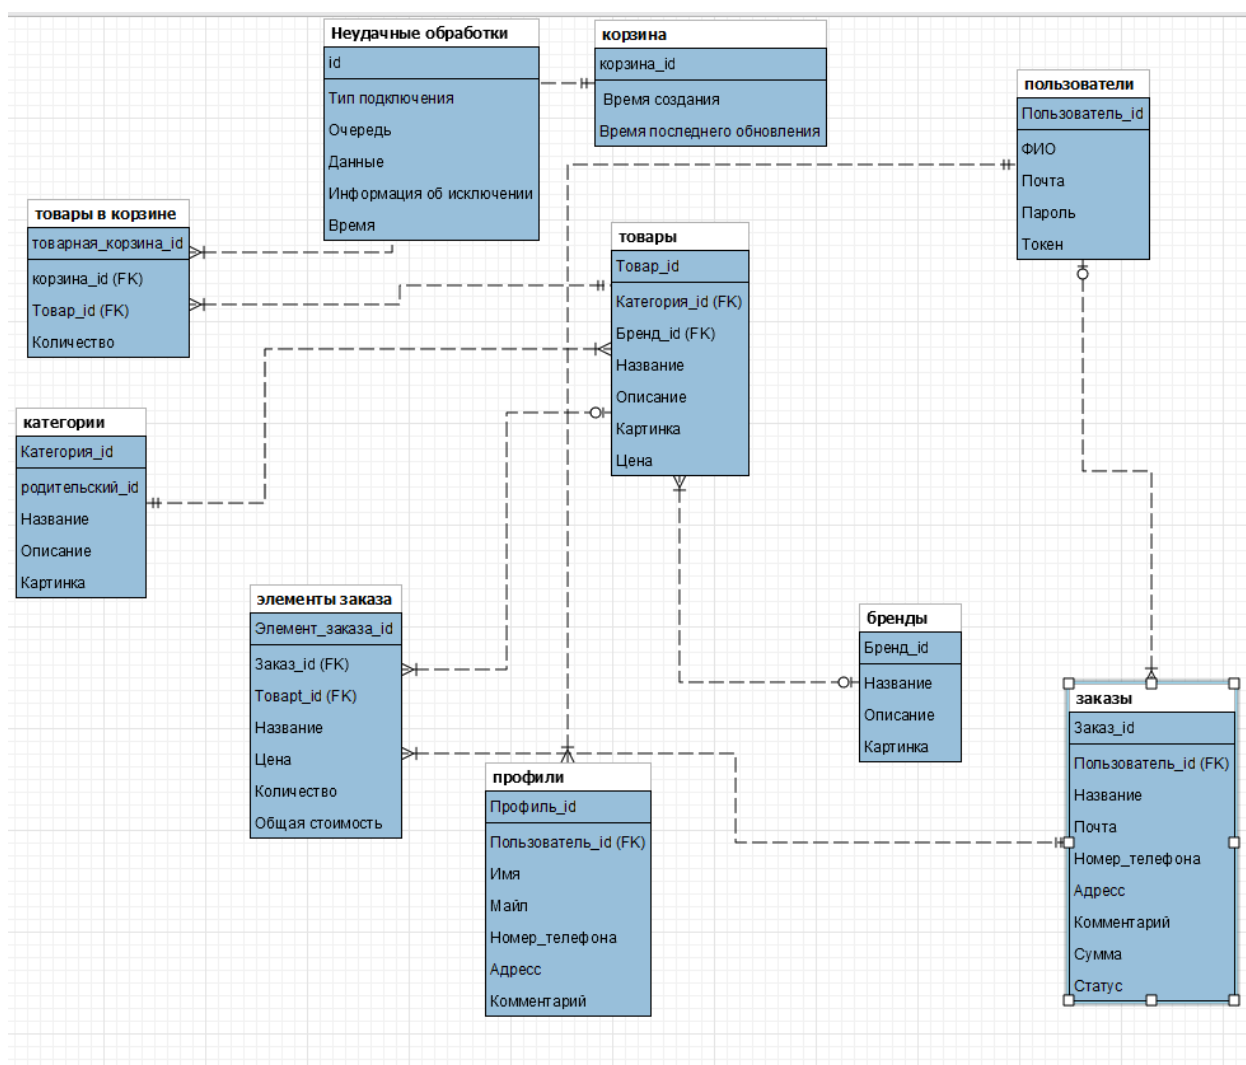 Неудачные обработки
id
Тип подключения
Очередь
Данные
Информация об исключении
Время
корзина
корзина_id
Время создания
Время последнего обновления
пользователи
Пользователь_id
ФИО
Почта
Пароль
Токен
товары в корзине
товарная_корзина_id
корзина_id (FK)
Товар_id (FK)
Количество
товары
Товар_id
Категория_id (FK)
Бренд_id (FK)
Название
Описание
Картинка
Цена
категории
Категория_id
родительский_id
Название
Описание
Картинка
элементы заказа
Элемент_заказа_id
Заказ_id (FK)
Товарt_id (FK)
Название
Цена
Количество
Общая стоимость
бренды
Бренд_id
Название
Описание
Картинка
профили
Профиль_id
Пользователь_id (FK)
Имя
Майл
Номер_телефона
Адресс
Комментарий
заказы
Заказ_id
Пользователь_id (FK)
Название
Почта
Номер_телефона
Адресс
Комментарий
Сумма
Статус